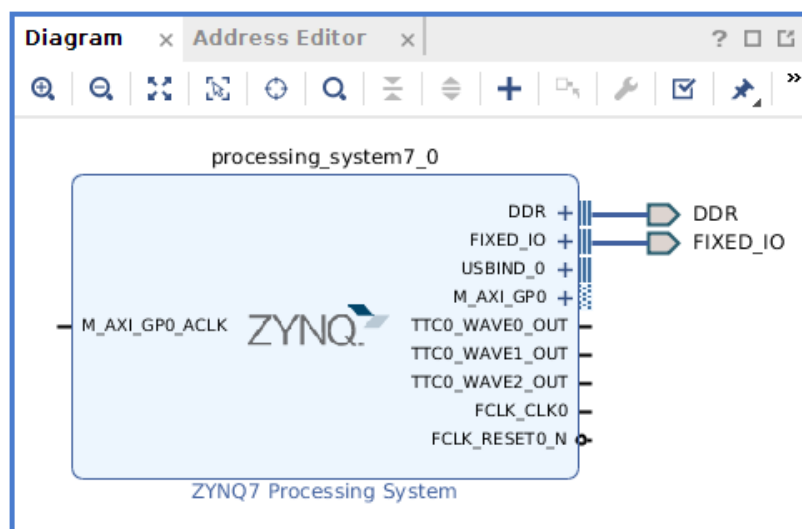 Diagram × Address Editor × ?
»
processing_system7_0
DDR
FIXED_IO
USBIND_0
M_AXI_GP0
TTC0_WAVE0_OUT
TTC0_WAVE1_OUT
TTC0_WAVE2_OUT
FCLK_CLK0
FCLK_RESET0_N
M_AXI_GP0_ACLK
ZYNQ.
DDR
FIXED_IO
ZYNQ7 Processing System